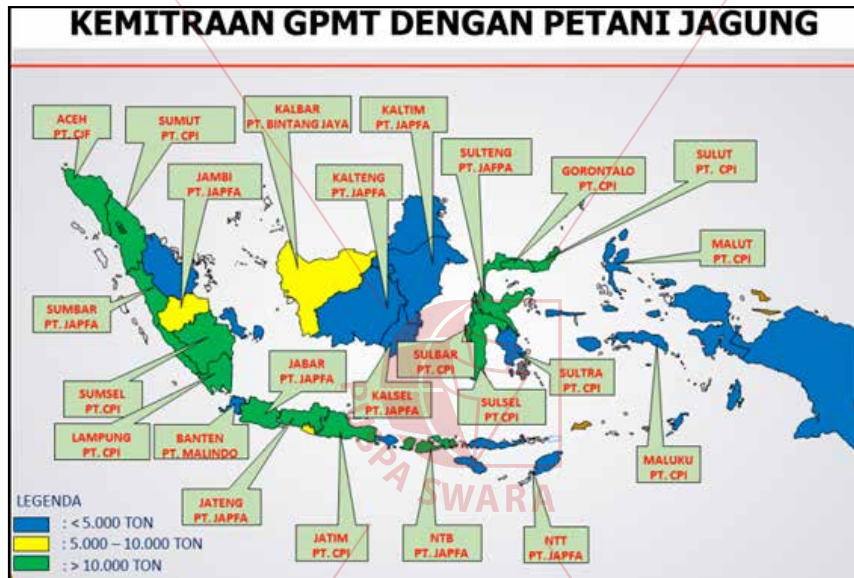 KEMITRAAN GPMT DENGAN PETANI JAGUNG
ACEH
PT. CJF
SUMUT
PT. CPI
KALBAR
PT. BINTANG JAYA
KALTIM
PT. JAPFA
JAMBI
PT. JAPFA
KALTENG
PT. JAPFA
SULTENG
PT. JAFPA
GORONTALO
PT. CPI
SULUT
PT. CPI
MALUT
PT. CPI
SUMBAR
PT. JAPFA
JABAR
PT. JAPFA
SULBAR
PT. CPI
SULTRA
PT. CPI
SUMSEL
PT.CPI
KALSEL
PT. JAPFA
SULSEL
PT CPI
LAMPUNG
PT. CPI
BANTEN
PT. MALINDO
MALUKU
PT. CPI
JATENG
PT. JAPFA
JATIM
PT. CPI
NTB
PT.JAPFA
NTT
PT. JAPFA
LEGENDA
: < 5.000 TON
: 5.000 – 10.000 TON
: > 10.000 TON
SWARA